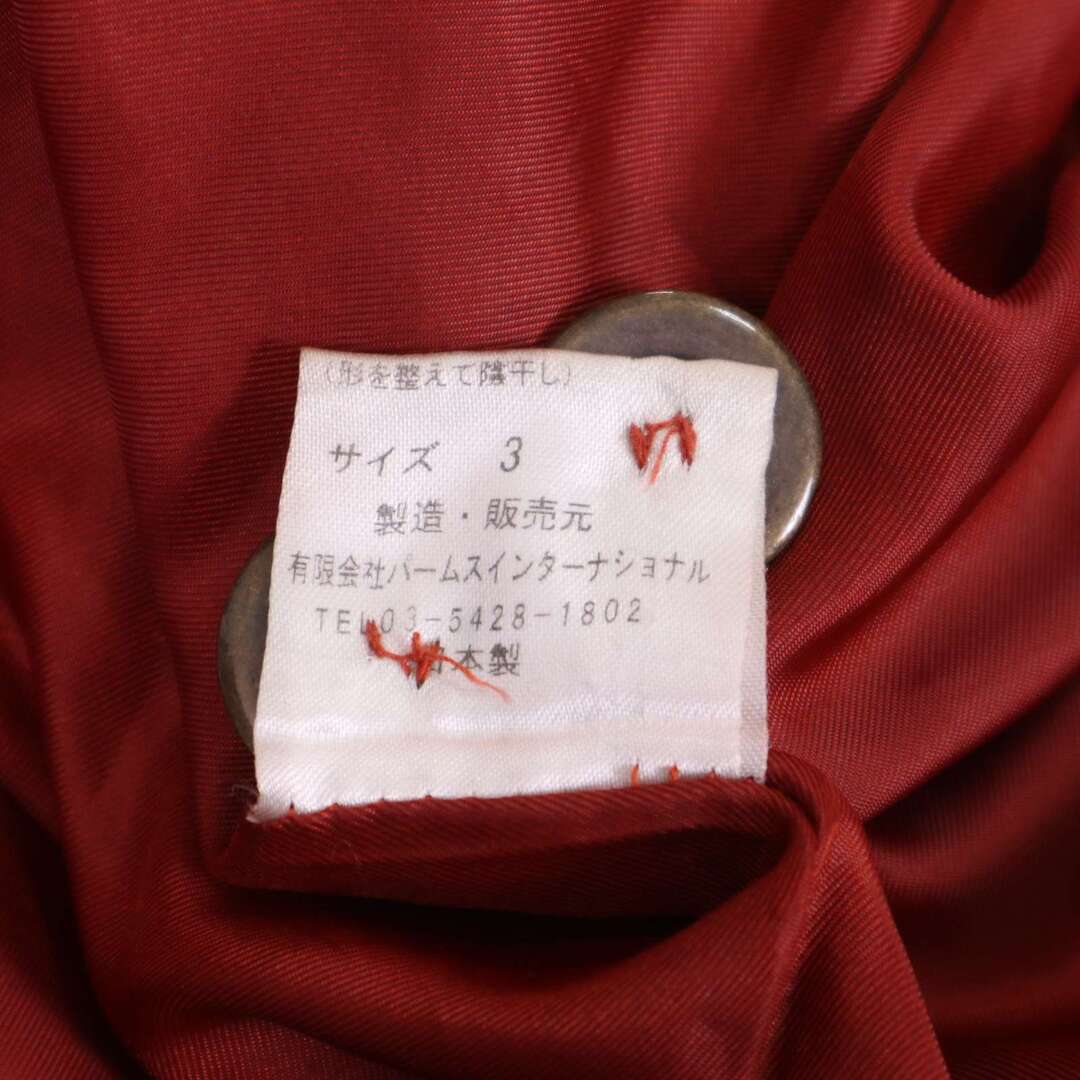 (形を整えて陰干し)
サイズ 3
製造・販売元
有限会社パームスインターナショナル
TEL03-5428-1802
日本製